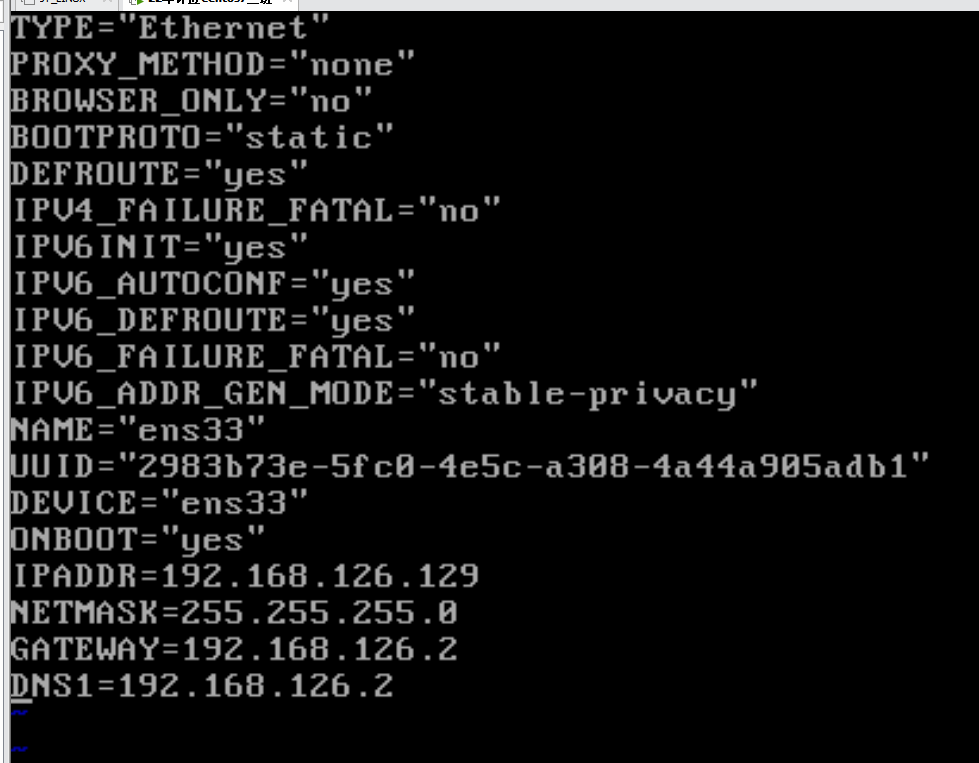 TYPE="Ethernet"
PROXY_METHOD="none"
BROWSER_ONLY="no"
BOOTPROTO="static"
DEFROUTE="yes"
IPV4_FAILURE_FATAL="no"
IPV6INIT="yes"
IPV6_AUTOCONF="yes"
IPV6_DEFROUTE="yes"
IPV6_FAILURE_FATAL="no"
IPV6_ADDR_GEN_MODE="stable-privacy"
NAME="ens33"
UUID="2983b73e-5fc0-4e5c-a308-4a44a905adb1"
DEVICE="ens33"
ONBOOT="yes"
IPADDR=192.168.126.129
NETMASK=255.255.255.0
GATEWAY=192.168.126.2
DNS1=192.168.126.2
~
~